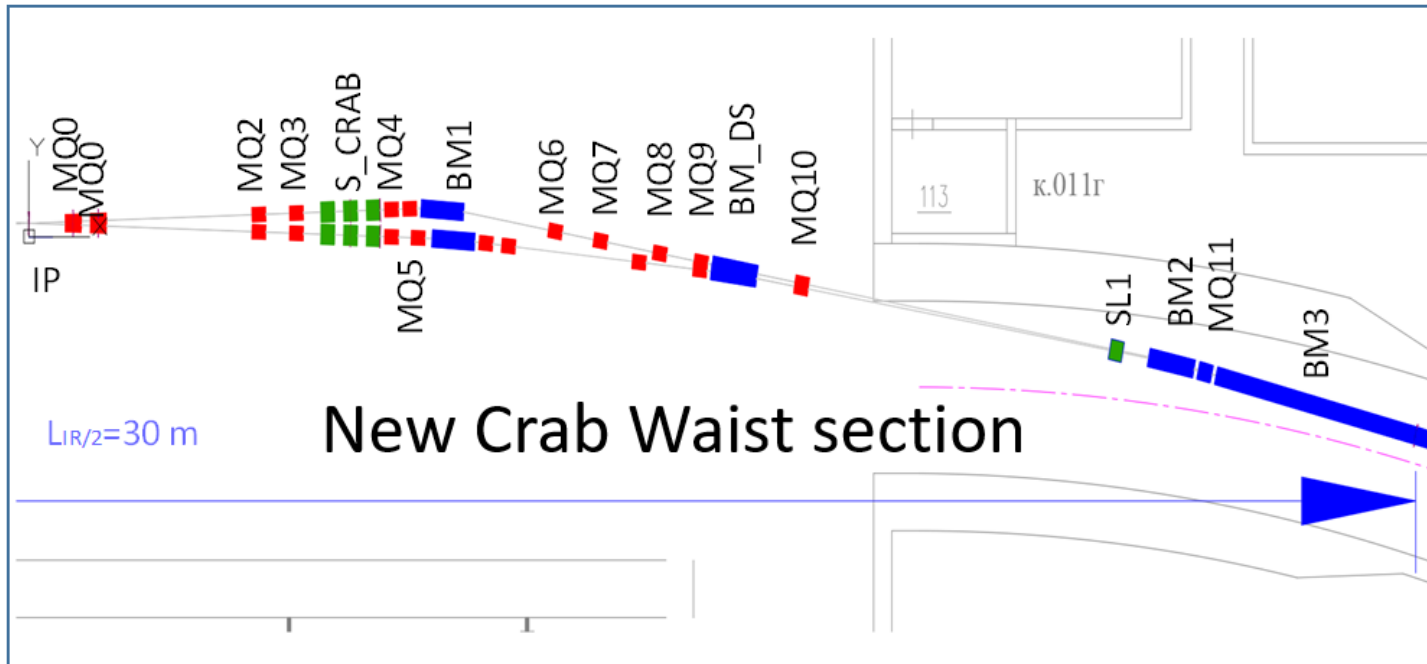 Y
MQ0
MQ0
MQ2
MQ3
S_CRAB
MQ4
BM1
MQ6
MQ7
MQ8
MQ9
BM_DS
MQ10
113
к.011г
IP
MQ5
SL1
BM2
MQ11
BM3
LIR/2=30 m
New Crab Waist section